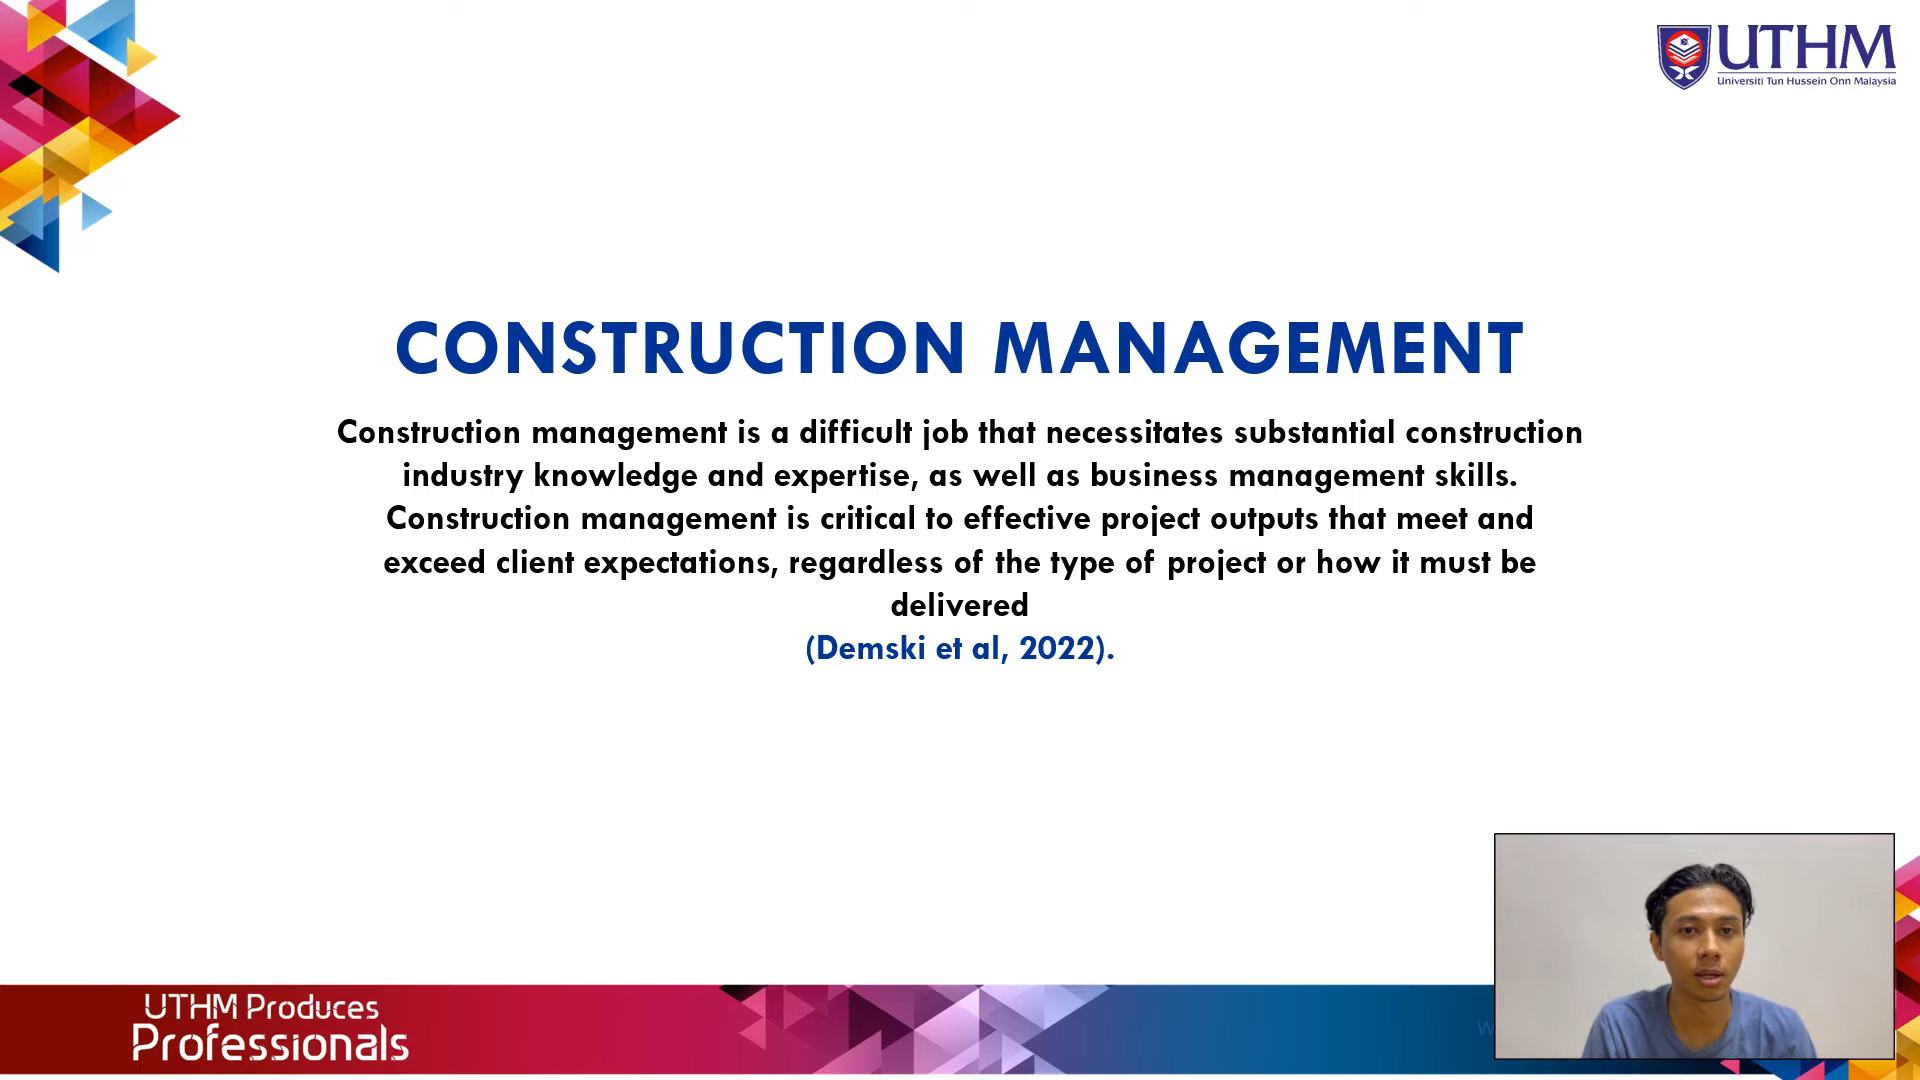 UTHM
Universiti Tun Hussein Onn Malaysia
CONSTRUCTION MANAGEMENT
Construction management is a difficult job that necessitates substantial construction
industry knowledge and expertise, as well as business management skills.
Construction management is critical to effective project outputs that meet and
exceed client expectations, regardless of the type of project or how it must be
delivered
(Demski et al, 2022).
UTHM Produces
Professionals